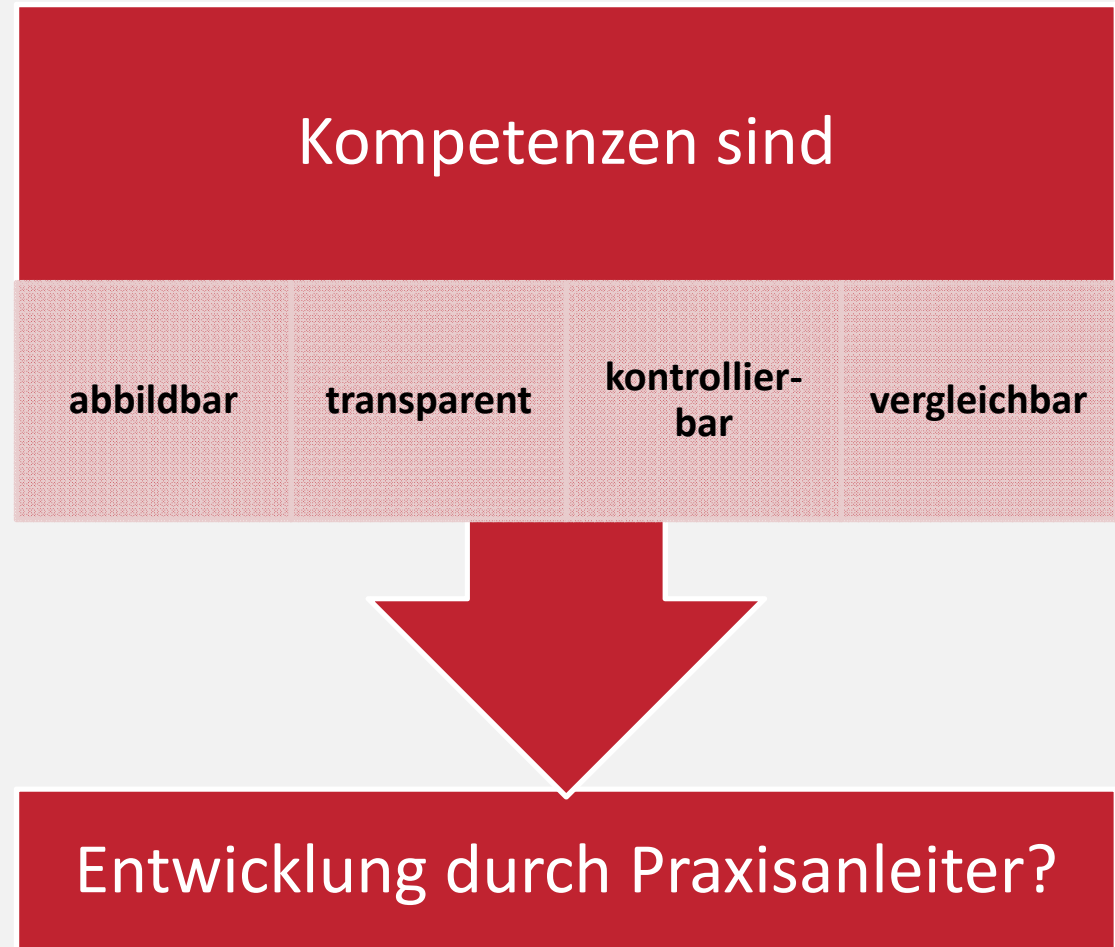 Kompetenzen sind
abbildbar
transparent
kontrollier-
bar
vergleichbar
Entwicklung durch Praxisanleiter?